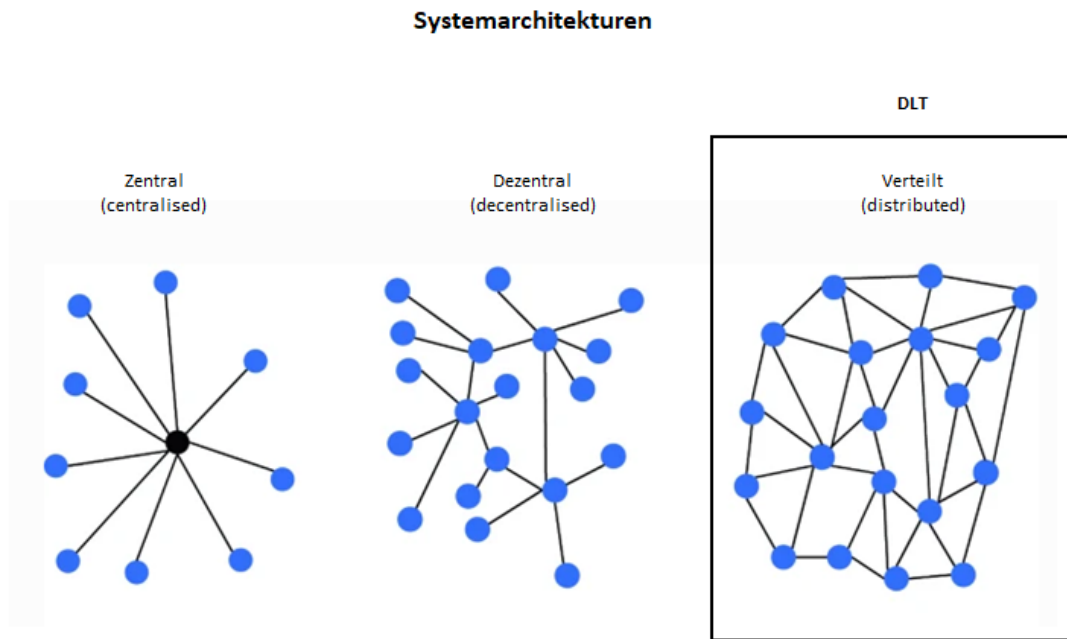 Systemarchitekturen
DLT
Zentral
(centralised)
Dezentral
(decentralised)
Verteilt
(distributed)